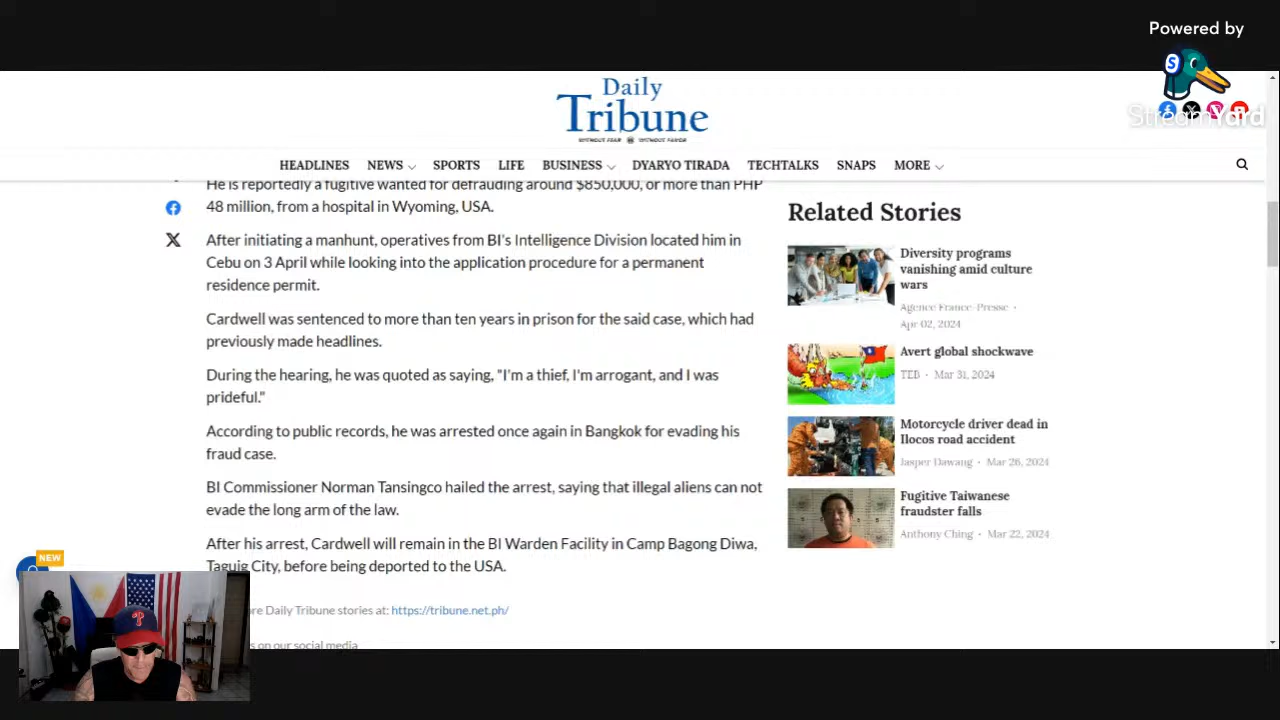 Powered by
StreamYard
Daily
Tribune
WITHOUT FEAR WITHOUT FAVOR
HEADLINES NEWS SPORTS LIFE BUSINESS DYARYO TIRADA TECHTALKS SNAPS MORE
He is reportedly a fugitive wanted for defrauding around $850,000, or more than PHP
48 million, from a hospital in Wyoming, USA.
After initiating a manhunt, operatives from BI's Intelligence Division located him in
Cebu on 3 April while looking into the application procedure for a permanent
residence permit.
Cardwell was sentenced to more than ten years in prison for the said case, which had
previously made headlines.
During the hearing, he was quoted as saying, "I'm a thief, I'm arrogant, and I was
prideful."
According to public records, he was arrested once again in Bangkok for evading his
fraud case.
BI Commissioner Norman Tansingco hailed the arrest, saying that illegal aliens can not
evade the long arm of the law.
After his arrest, Cardwell will remain in the BI Warden Facility in Camp Bagong Diwa,
Taguig City, before being deported to the USA.
re Daily Tribune stories at: https://tribune.net.ph/
s on our social media
Related Stories
Diversity programs
vanishing amid culture
wars
Agence France-Presse ·
Apr 02, 2024
Avert global shockwave
TEB · Mar 31, 2024
Motorcycle driver dead in
Ilocos road accident
Jasper Dawang · Mar 26, 2024
Fugitive Taiwanese
fraudster falls
Anthony Ching · Mar 22, 2024
NEW